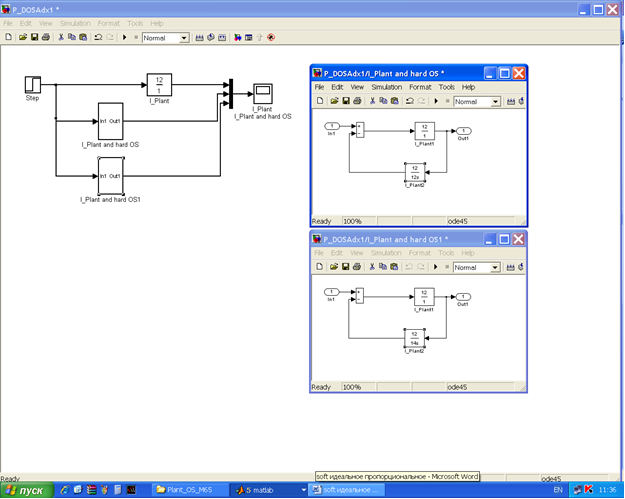 P_DOSAdx1 *
File Edit View Simulation Format Tools Help
Normal
Step
12
1
I_Plant
In1 Out1
I_Plant and hard OS
In1 Out1
I_Plant and hard OS1
I_Plant
I_Plant and hard OS
P_DOSAdx1/I_Plant and hard OS *
File Edit View Simulation Format Tools Help
Normal
1
In1
+
−
12
1
I_Plant1
1
Out1
12
12s
I_Plant2
Ready 100% ode45
P_DOSAdx1/I_Plant and hard OS1 *
File Edit View Simulation Format Tools Help
Normal
1
In1
+
−
12
1
I_Plant1
1
Out1
12
14s
I_Plant2
Ready 100% ode45
Ready ode45
soft идеальное пропорциональное - Microsoft Word
пуск
Plant_OS_M65
5 matlab
soft идеальное ...
EN
11:36